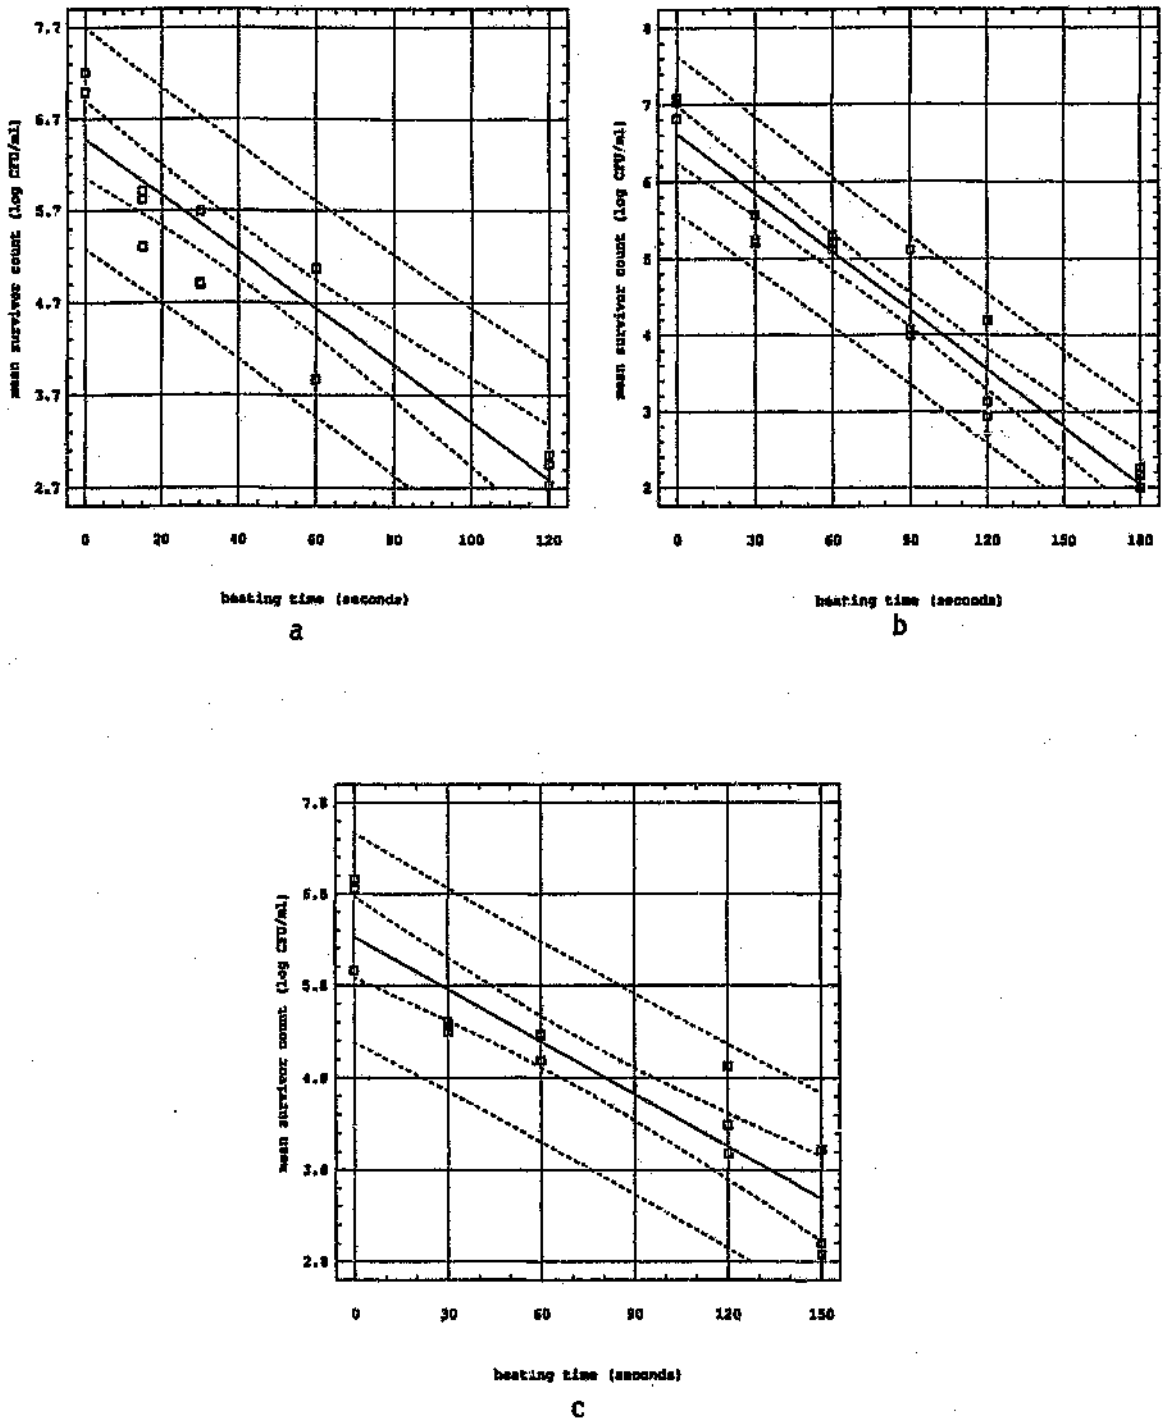 7.7
6.7
5.7
4.7
3.7
2.7
mean survivor count (log CFU/ml)
0 20 40 60 80 100 120
heating time (seconds)
a
8
7
6
5
4
3
2
mean survivor count (log CFU/ml)
0 30 60 90 120 150 180
heating time (seconds)
b
7.8
6.8
5.8
4.8
3.8
2.8
mean survivor count (log CFU/ml)
0 30 60 90 120 150
heating time (seconds)
c